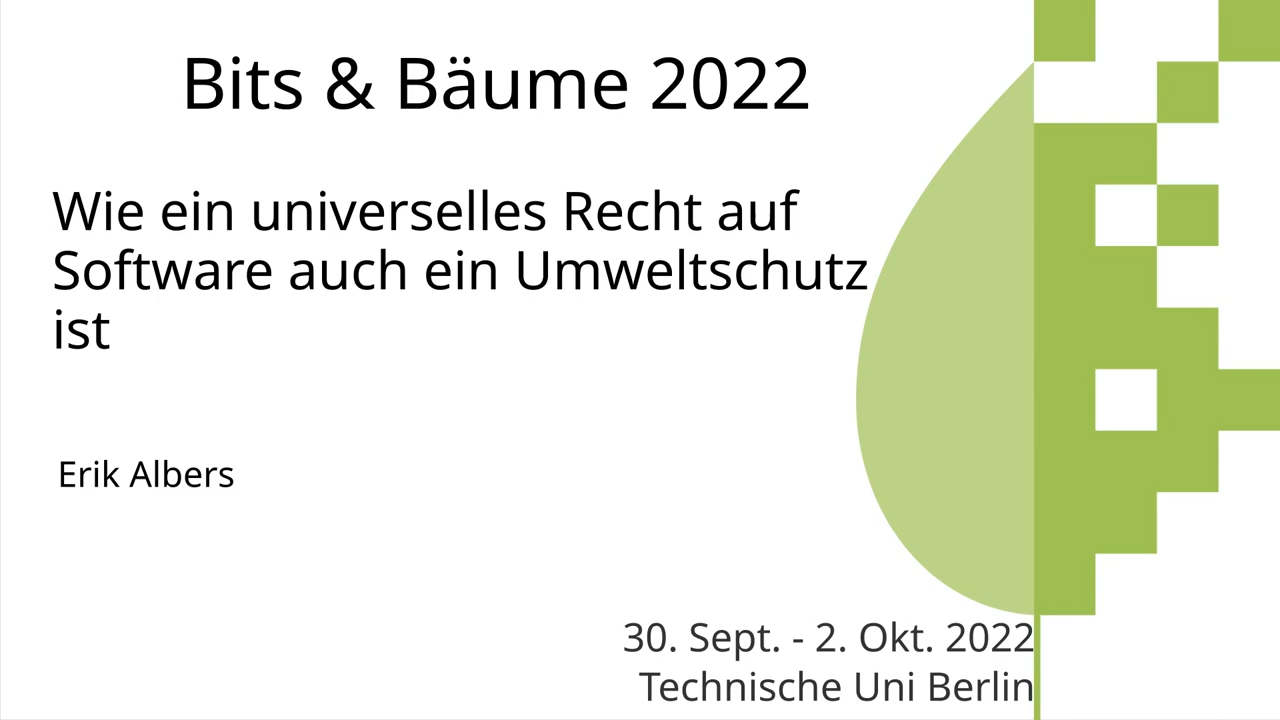 Bits & Bäume 2022
Wie ein universelles Recht auf
Software auch ein Umweltschutz
ist
Erik Albers
30. Sept. - 2. Okt. 2022
Technische Uni Berlin